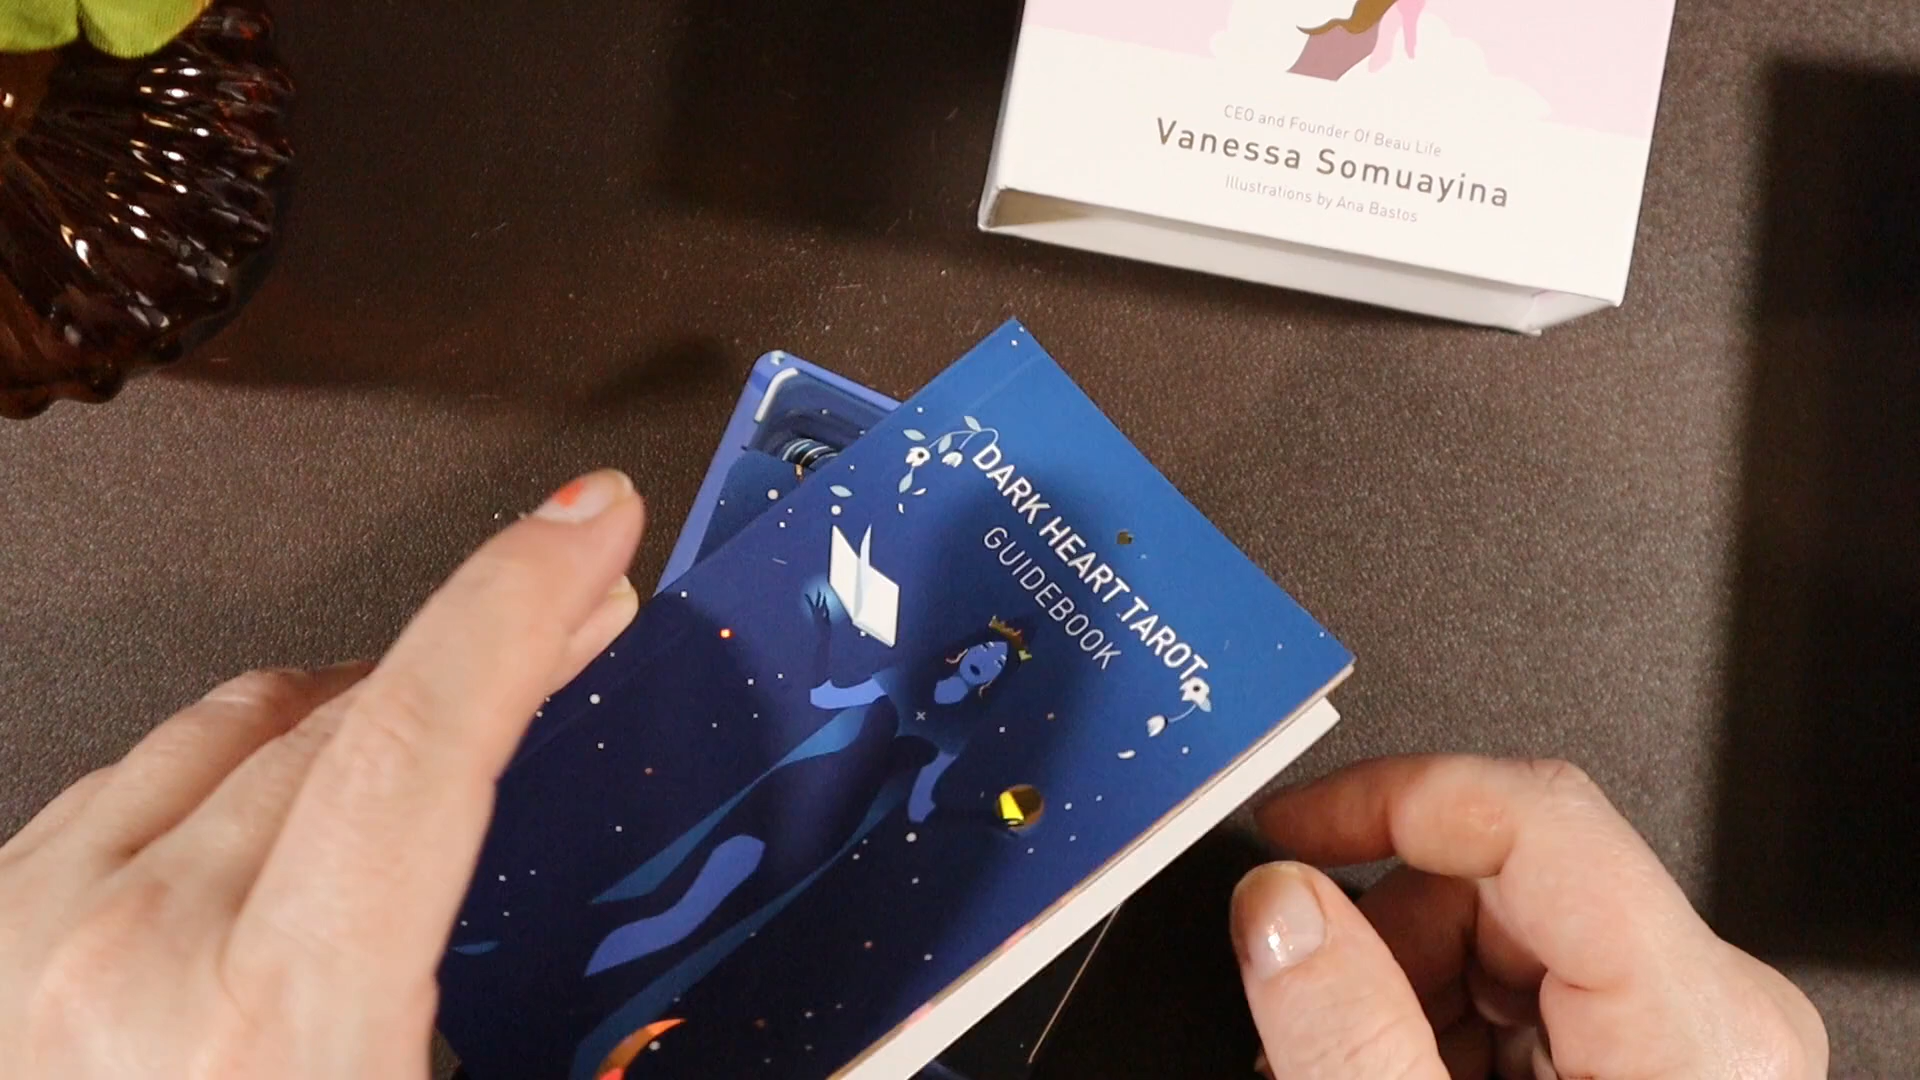 CEO and Founder Of Beau Life
Vanessa Somuayina
Illustrations by Ana Bastos
DARK HEART TAROT
GUIDEBOOK